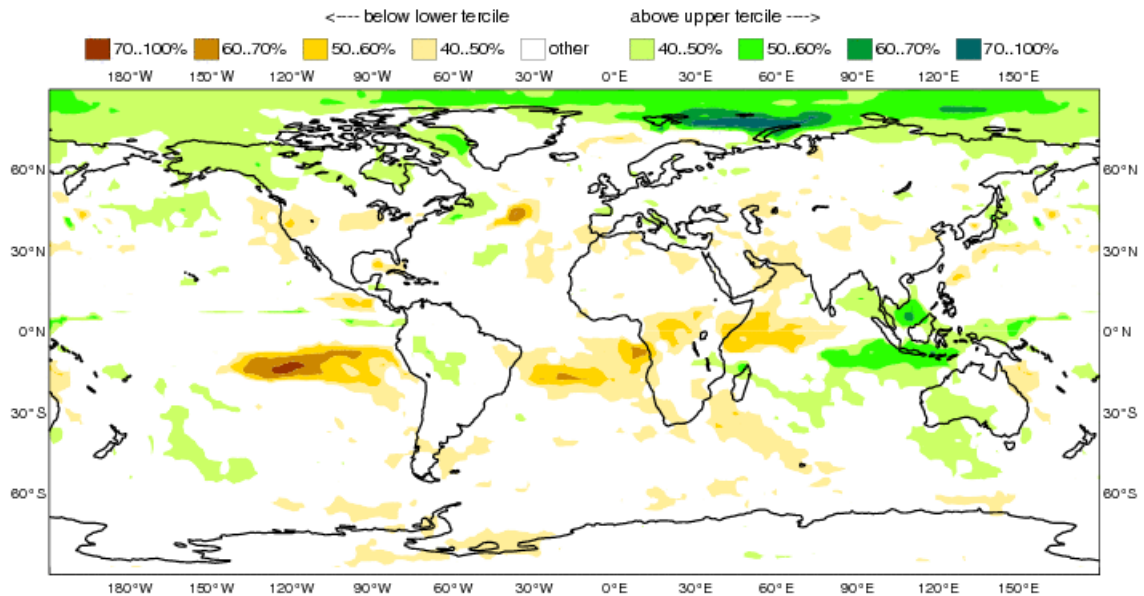 <---- below lower tercile above upper tercile ---->
70..100% 60..70% 50..60% 40..50% other 40..50% 50..60% 60..70% 70..100%
180°W 150°W 120°W 90°W 60°W 30°W 0°E 30°E 60°E 90°E 120°E 150°E
60°N 60°N
30°N 30°N
0°N 0°N
30°S 30°S
60°S 60°S
180°W 150°W 120°W 90°W 60°W 30°W 0°E 30°E 60°E 90°E 120°E 150°E